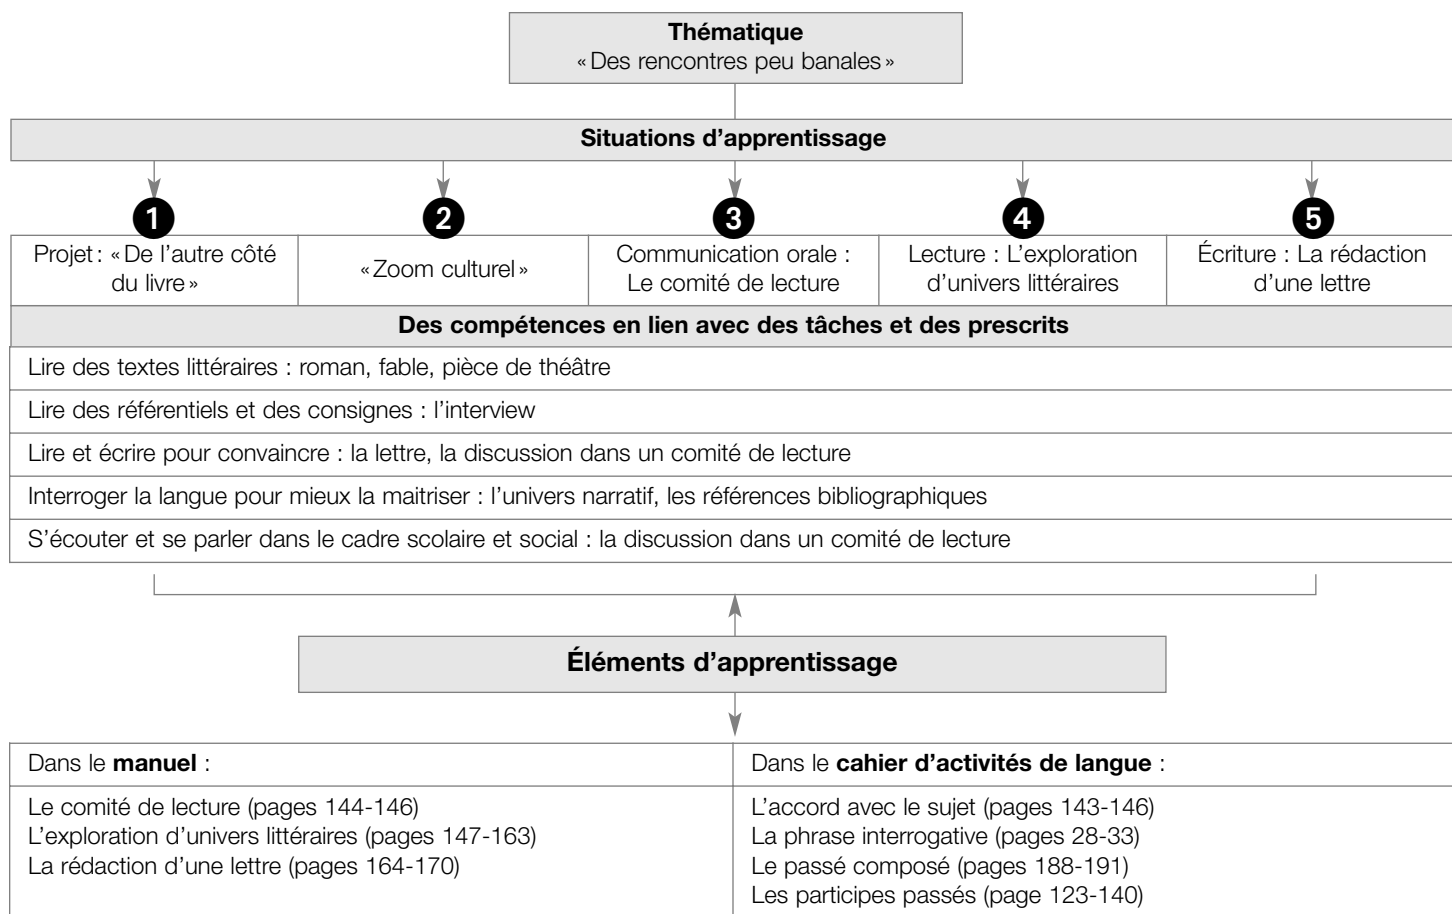 Thématique
«Des rencontres peu banales»
Situations d'apprentissage
1
2
3
4
5
Projet : «De l'autre côté
du livre»
«Zoom culturel»
Communication orale :
Le comité de lecture
Lecture : L'exploration
d'univers littéraires
Écriture : La rédaction
d'une lettre
Des compétences en lien avec des tâches et des prescrits
Lire des textes littéraires : roman, fable, pièce de théâtre
Lire des référentiels et des consignes : l'interview
Lire et écrire pour convaincre : la lettre, la discussion dans un comité de lecture
Interroger la langue pour mieux la maitriser : l'univers narratif, les références bibliographiques
S'écouter et se parler dans le cadre scolaire et social : la discussion dans un comité de lecture
Éléments d'apprentissage
Dans le manuel :
Le comité de lecture (pages 144-146)
L'exploration d'univers littéraires (pages 147-163)
La rédaction d'une lettre (pages 164-170)
Dans le cahier d'activités de langue :
L'accord avec le sujet (pages 143-146)
La phrase interrogative (pages 28-33)
Le passé composé (pages 188-191)
Les participes passés (page 123-140)